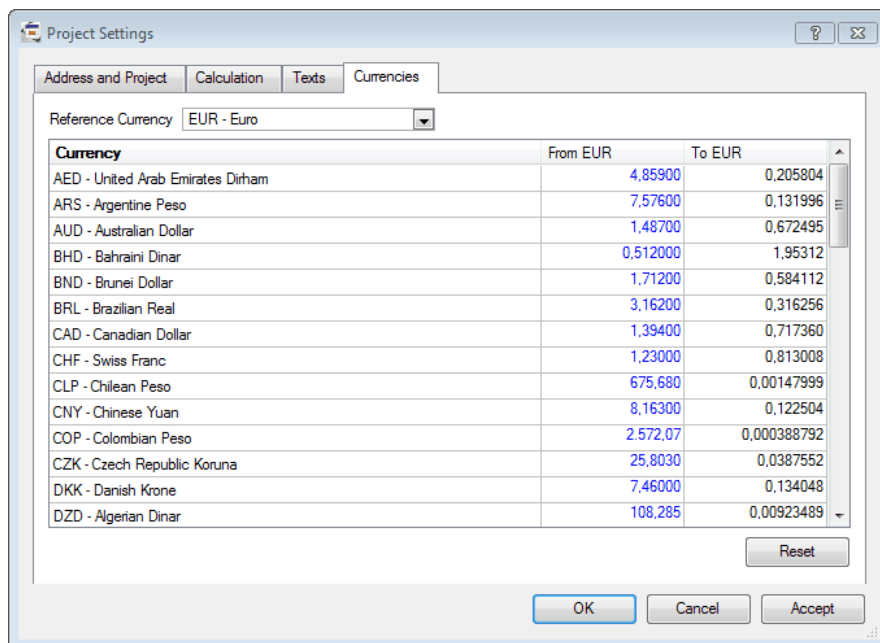 Project Settings
Address and Project Calculation Texts Currencies
Reference Currency EUR - Euro
Currency From EUR To EUR
AED - United Arab Emirates Dirham 4,85900 0,205804
ARS - Argentine Peso 7,57600 0,131996
AUD - Australian Dollar 1,48700 0,672495
BHD - Bahraini Dinar 0,512000 1,95312
BND - Brunei Dollar 1,71200 0,584112
BRL - Brazilian Real 3,16200 0,316256
CAD - Canadian Dollar 1,39400 0,717360
CHF - Swiss Franc 1,23000 0,813008
CLP - Chilean Peso 675,680 0,00147999
CNY - Chinese Yuan 8,16300 0,122504
COP - Colombian Peso 2.572,07 0,000388792
CZK - Czech Republic Koruna 25,8030 0,0387552
DKK - Danish Krone 7,46000 0,134048
DZD - Algerian Dinar 108,285 0,00923489
Reset
OK Cancel Accept